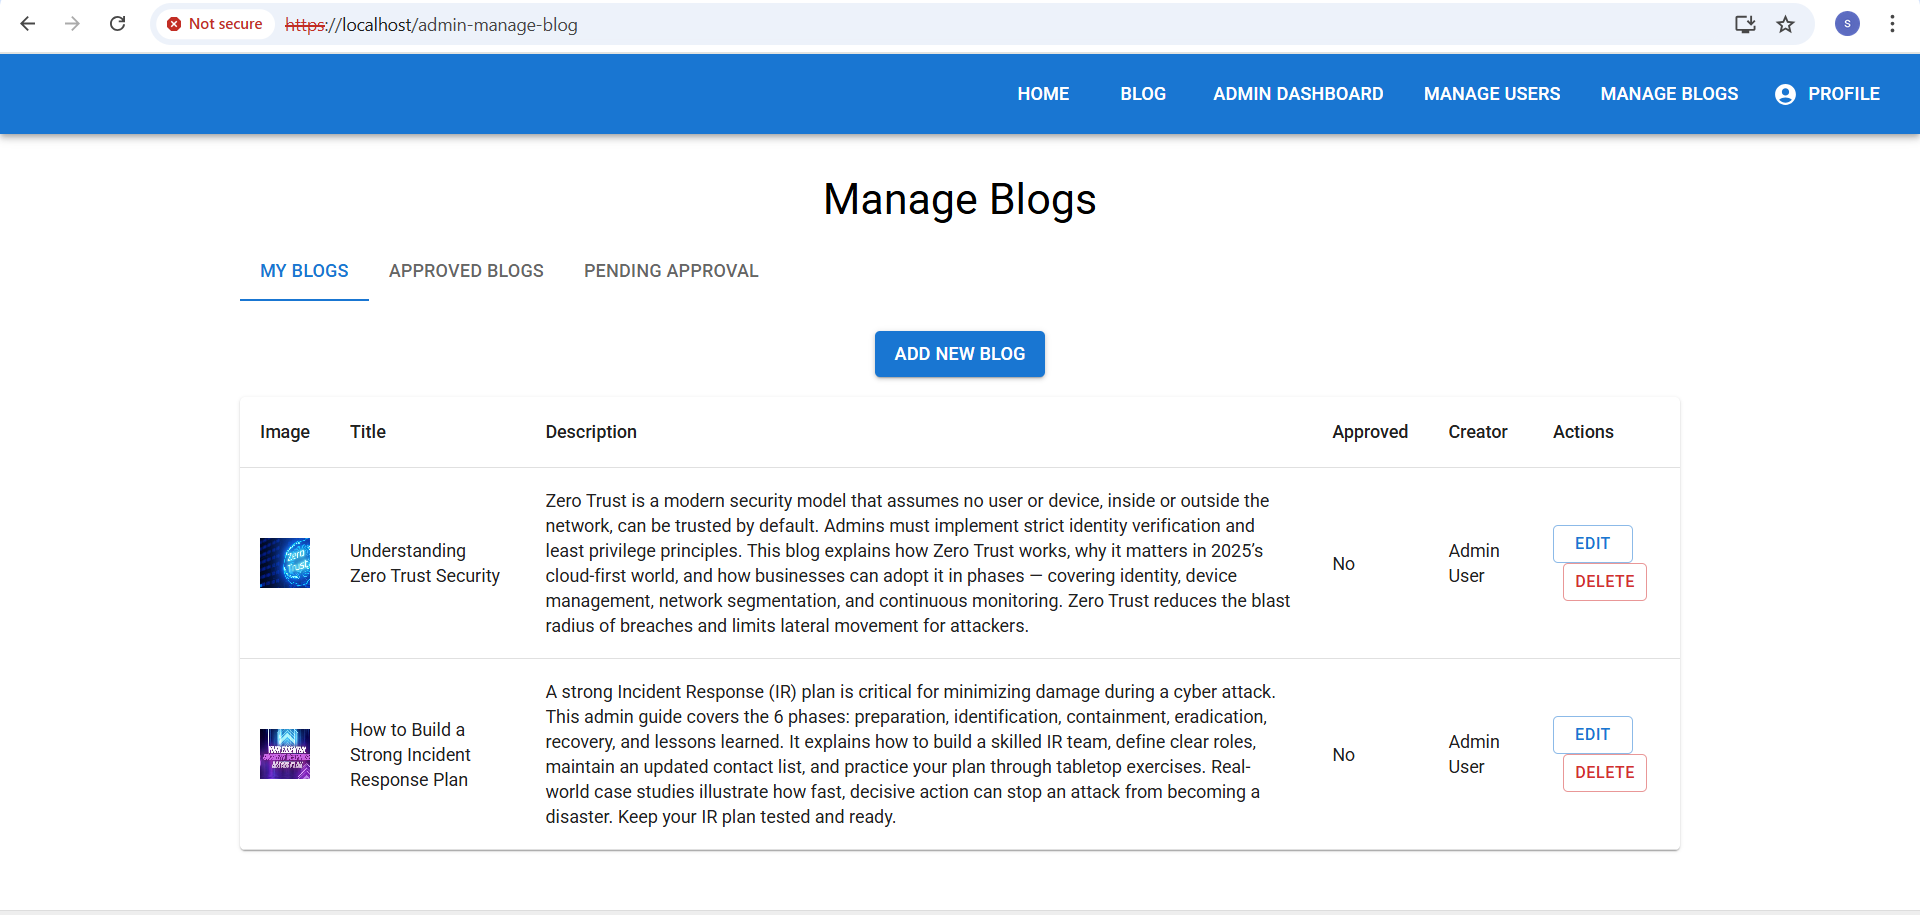 Not secure
https://localhost/admin-manage-blog
S
HOME
BLOG
ADMIN DASHBOARD
MANAGE USERS
MANAGE BLOGS
PROFILE
Manage Blogs
MY BLOGS
APPROVED BLOGS
PENDING APPROVAL
ADD NEW BLOG
Image
Title
Description
Approved
Creator
Actions
Zero
Trust
Understanding
Zero Trust Security
Zero Trust is a modern security model that assumes no user or device, inside or outside the
network, can be trusted by default. Admins must implement strict identity verification and
least privilege principles. This blog explains how Zero Trust works, why it matters in 2025’s
cloud-first world, and how businesses can adopt it in phases — covering identity, device
management, network segmentation, and continuous monitoring. Zero Trust reduces the blast
radius of breaches and limits lateral movement for attackers.
No
Admin
User
EDIT
DELETE
YOUR ESSENTIAL
How to Build a
Strong Incident
Response Plan
A strong Incident Response (IR) plan is critical for minimizing damage during a cyber attack.
This admin guide covers the 6 phases: preparation, identification, containment, eradication,
recovery, and lessons learned. It explains how to build a skilled IR team, define clear roles,
maintain an updated contact list, and practice your plan through tabletop exercises. Real-
world case studies illustrate how fast, decisive action can stop an attack from becoming a
disaster. Keep your IR plan tested and ready.
No
Admin
User
EDIT
DELETE